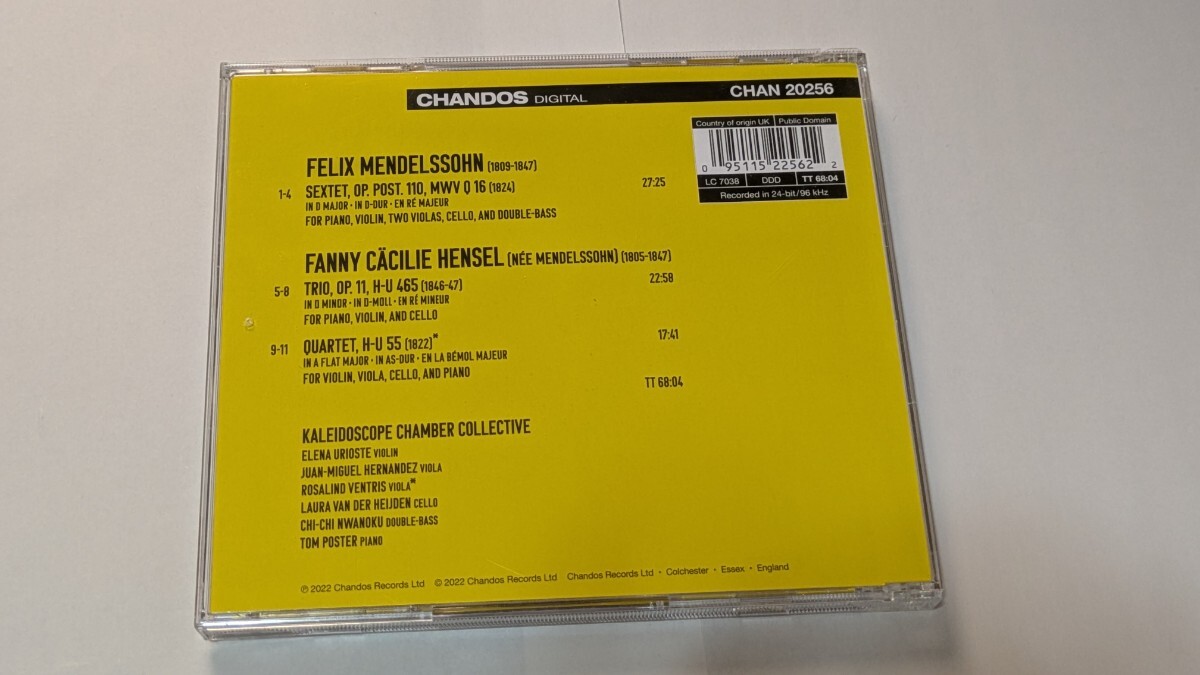 CHANDOS DIGITAL CHAN 20256
Country of origin UK Public Domain
0 95115 22562 2
LC 7038 DDD TT 68:04
Recorded in 24-bit/96 kHz
FELIX MENDELSSOHN (1809-1847)
1-4 SEXTET, OP. POST. 110, MWV Q 16 (1824) 27:25
IN D MAJOR · IN D-DUR · EN RÉ MAJEUR
FOR PIANO, VIOLIN, TWO VIOLAS, CELLO, AND DOUBLE-BASS
FANNY CÄCILIE HENSEL (NÉE MENDELSSOHN) (1805-1847)
5-8 TRIO, OP. 11, H-U 465 (1846-47) 22:58
IN D MINOR · IN D-MOLL · EN RÉ MINEUR
FOR PIANO, VIOLIN, AND CELLO
9-11 QUARTET, H-U 55 (1822)* 17:41
IN A FLAT MAJOR · IN AS-DUR · EN LA BÉMOL MAJEUR
FOR VIOLIN, VIOLA, CELLO, AND PIANO
TT 68:04
KALEIDOSCOPE CHAMBER COLLECTIVE
ELENA URIOSTE VIOLIN
JUAN-MIGUEL HERNANDEZ VIOLA
ROSALIND VENTRIS VIOLA*
LAURA VAN DER HEIJDEN CELLO
CHI-CHI NWANOKU DOUBLE-BASS
TOM POSTER PIANO
℗ 2022 Chandos Records Ltd © 2022 Chandos Records Ltd Chandos Records Ltd · Colchester · Essex · England